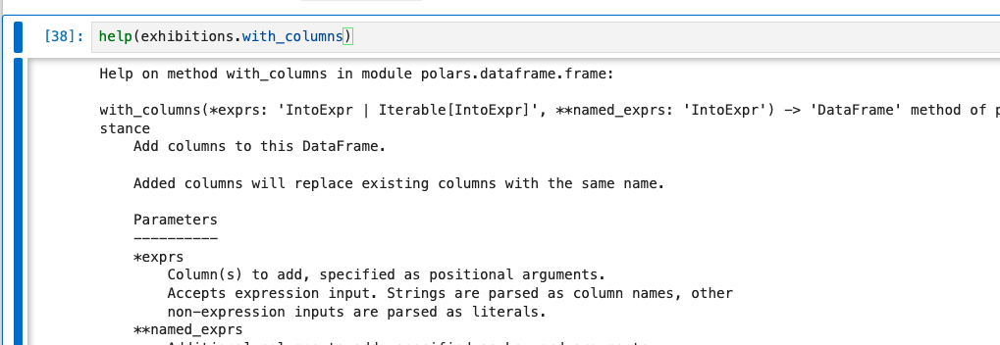 [38]: help(exhibitions.with_columns)
Help on method with_columns in module polars.dataframe.frame:
with_columns(*exprs: 'IntoExpr | Iterable[IntoExpr]', **named_exprs: 'IntoExpr') -> 'DataFrame' method of p
stance
Add columns to this DataFrame.
Added columns will replace existing columns with the same name.
Parameters
----------
*exprs
Column(s) to add, specified as positional arguments.
Accepts expression input. Strings are parsed as column names, other
non-expression inputs are parsed as literals.
**named_exprs